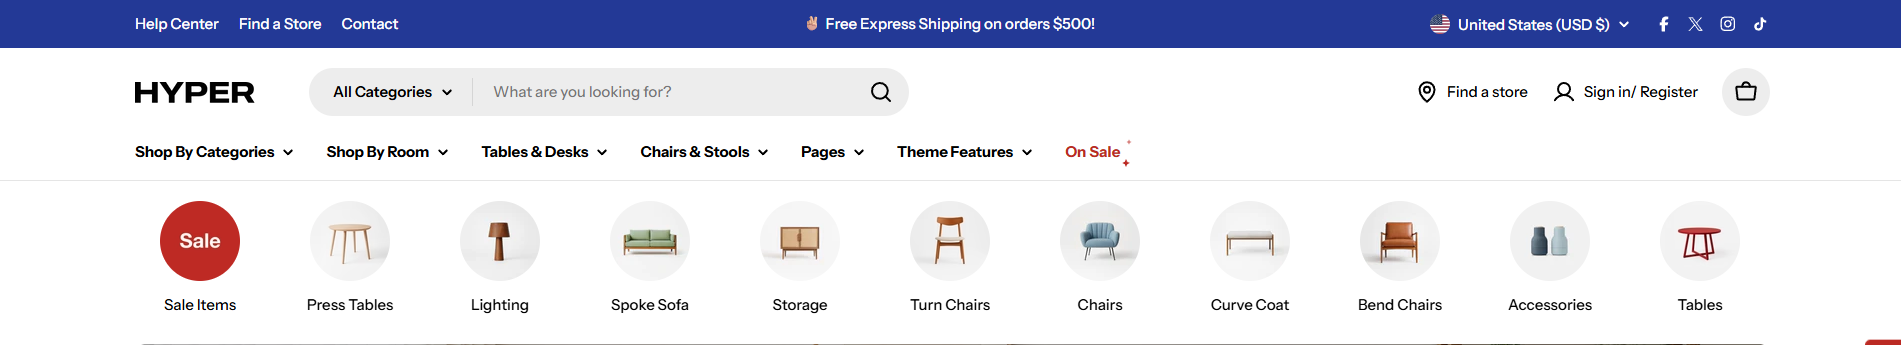 Help Center Find a Store Contact
Free Express Shipping on orders $500!
United States (USD $)
HYPER
All Categories
What are you looking for?
Find a store
Sign in/ Register
Shop By Categories Shop By Room Tables & Desks Chairs & Stools Pages Theme Features On Sale
Sale
Sale Items Press Tables Lighting Spoke Sofa Storage Turn Chairs Chairs Curve Coat Bend Chairs Accessories Tables